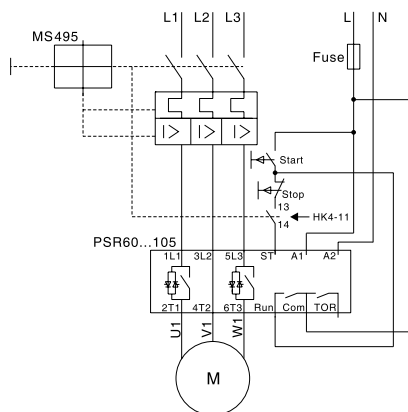 L1 L2 L3 L N
MS495
Fuse
I> I> I>
Start
Stop
13
HK4-11
14
PSR60...105
1L1 3L2 5L3 ST A1 A2
2T1 4T2 6T3 Run Com TOR
U1 V1 W1
M